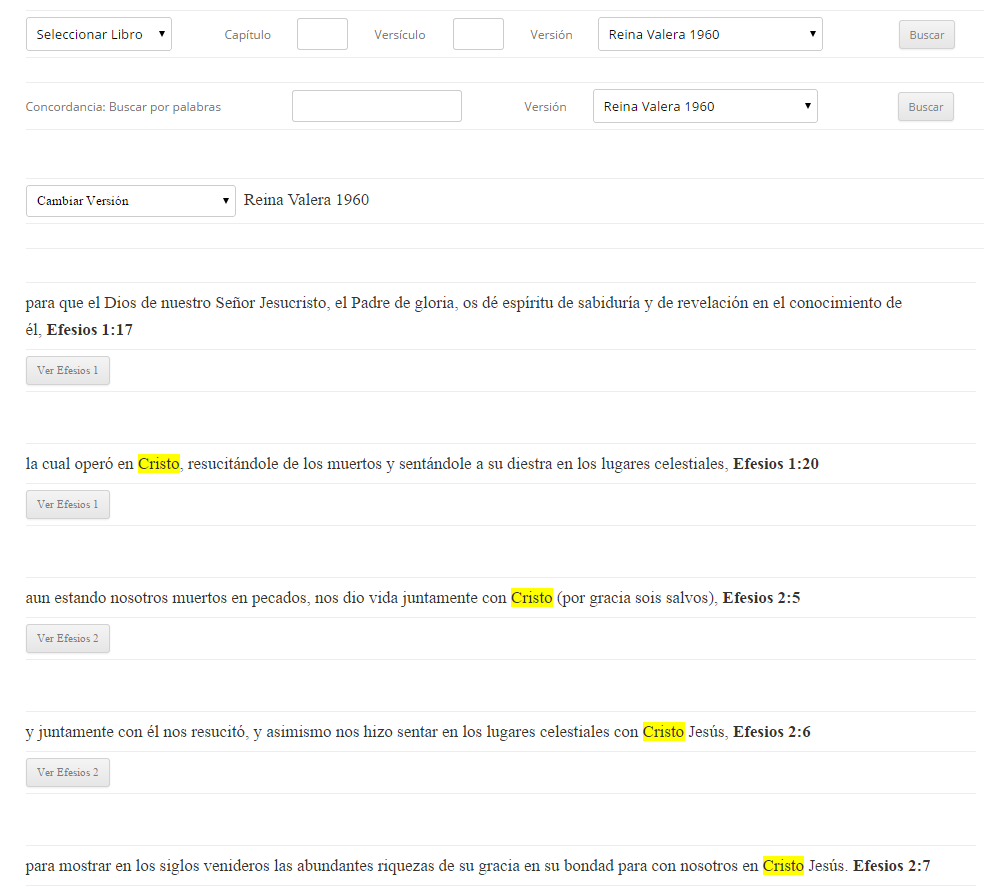 Seleccionar Libro Capítulo Versículo Versión Reina Valera 1960 Buscar
Concordancia: Buscar por palabras Versión Reina Valera 1960 Buscar
Cambiar Versión Reina Valera 1960
para que el Dios de nuestro Señor Jesucristo, el Padre de gloria, os dé espíritu de sabiduría y de revelación en el conocimiento de
él, Efesios 1:17
Ver Efesios 1
la cual operó en Cristo, resucitándole de los muertos y sentándole a su diestra en los lugares celestiales, Efesios 1:20
Ver Efesios 1
aun estando nosotros muertos en pecados, nos dio vida juntamente con Cristo (por gracia sois salvos), Efesios 2:5
Ver Efesios 2
y juntamente con él nos resucitó, y asimismo nos hizo sentar en los lugares celestiales con Cristo Jesús, Efesios 2:6
Ver Efesios 2
para mostrar en los siglos venideros las abundantes riquezas de su gracia en su bondad para con nosotros en Cristo Jesús. Efesios 2:7